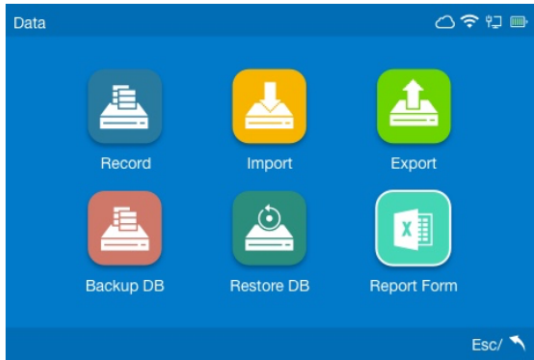 Data
Record
Import
Export
X
Backup DB
Restore DB
Report Form
Esc/